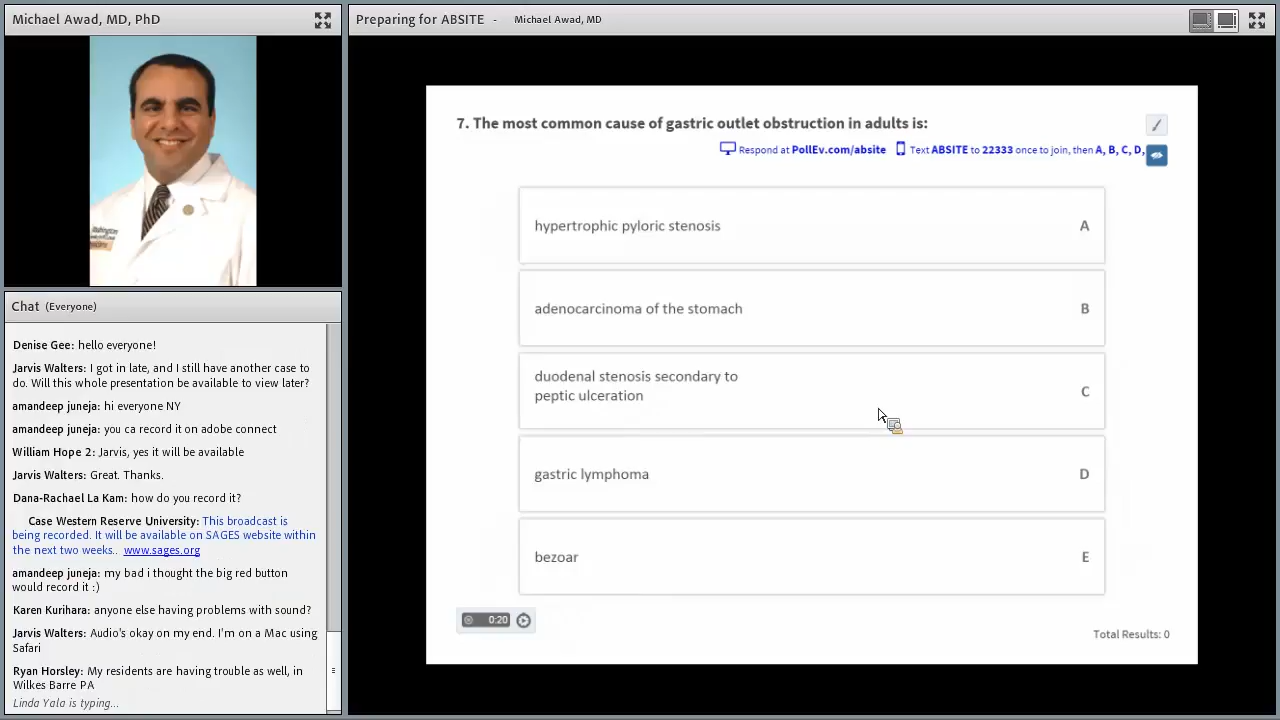 Michael Awad, MD, PhD
Preparing for ABSITE - Michael Awad, MD
Chat (Everyone)
Denise Gee: hello everyone!
Jarvis Walters: I got in late, and I still have another case to
do. Will this whole presentation be available to view later?
amandeep juneja: hi everyone NY
amandeep juneja: you ca record it on adobe connect
William Hope 2: Jarvis, yes it will be available
Jarvis Walters: Great. Thanks.
Dana-Rachael La Kam: how do you record it?
Case Western Reserve University: This broadcast is
being recorded. It will be available on SAGES website within
the next two weeks.. www.sages.org
amandeep juneja: my bad i thought the big red button
would record it :)
Karen Kurihara: anyone else having problems with sound?
Jarvis Walters: Audio's okay on my end. I'm on a Mac using
Safari
Ryan Horsley: My residents are having trouble as well, in
Wilkes Barre PA
Linda Yala is typing...
7. The most common cause of gastric outlet obstruction in adults is:
Respond at PollEv.com/absite Text ABSITE to 22333 once to join, then A, B, C, D,
hypertrophic pyloric stenosis A
adenocarcinoma of the stomach B
duodenal stenosis secondary to
peptic ulceration C
gastric lymphoma D
bezoar E
0:20
Total Results: 0